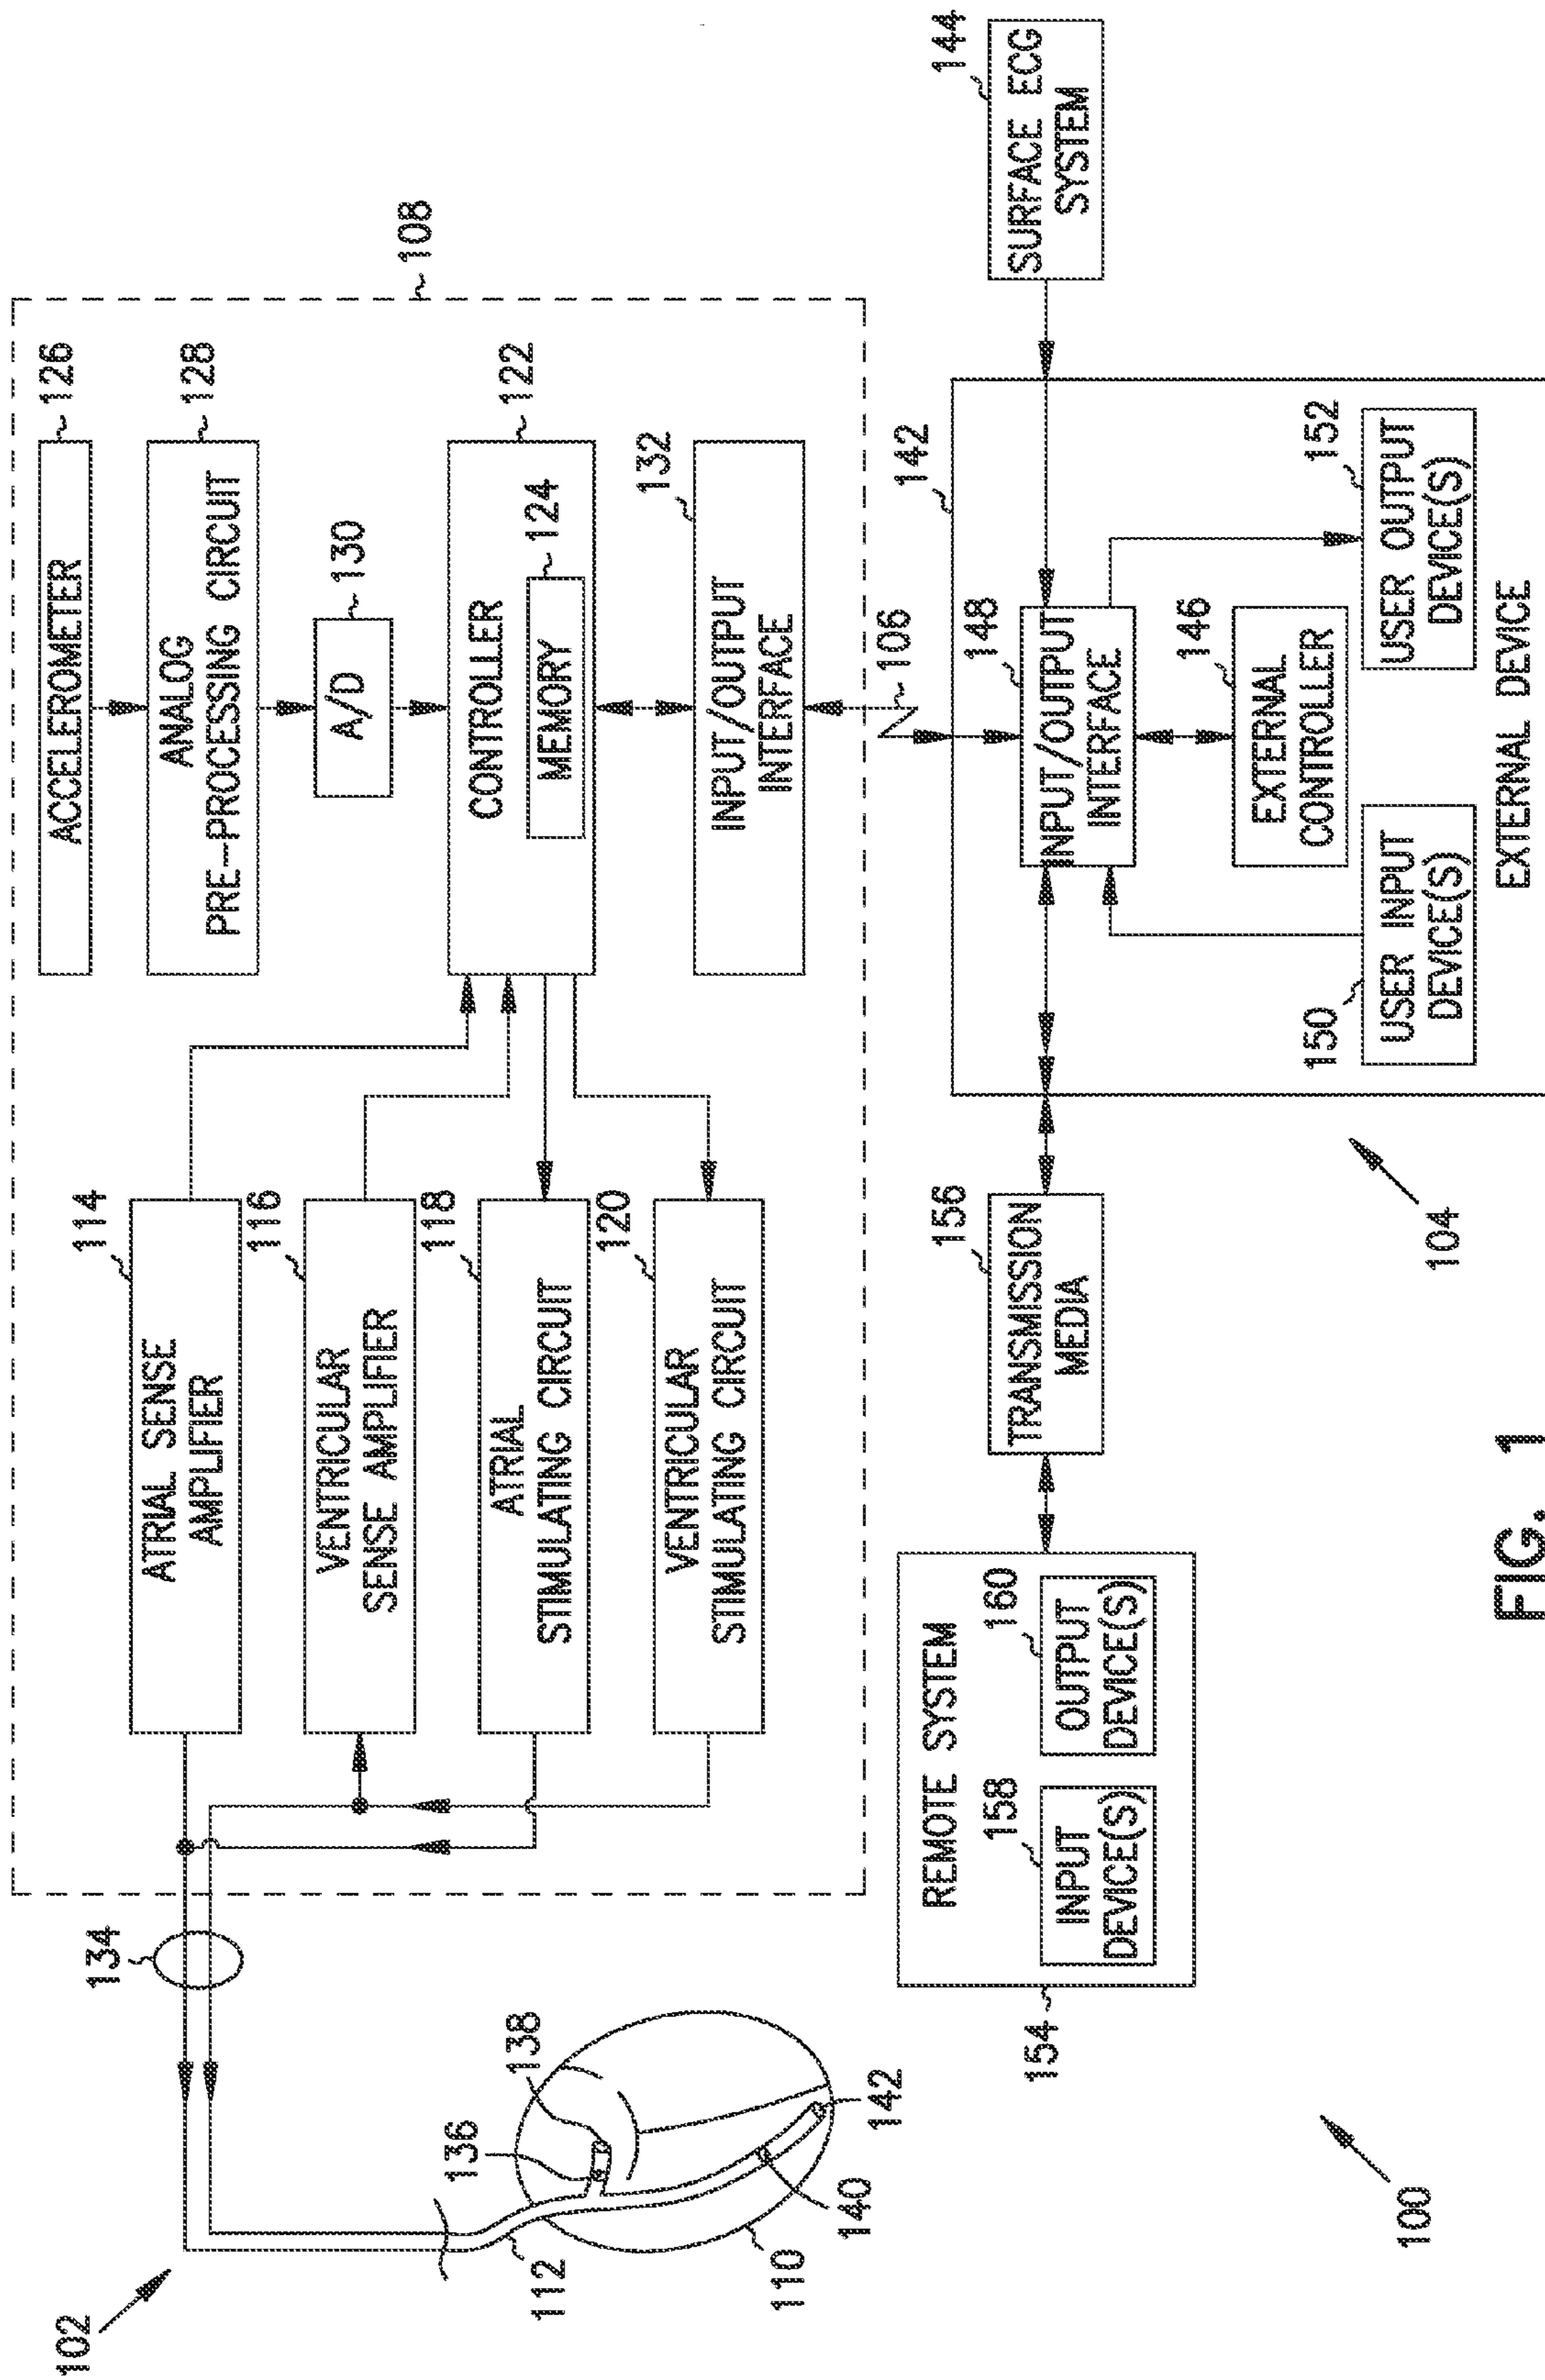 102
134
114
ATRIAL SENSE
AMPLIFIER
116
VENTRICULAR
SENSE AMPLIFIER
118
ATRIAL
STIMULATING CIRCUIT
120
VENTRICULAR
STIMULATING CIRCUIT
126
ACCELEROMETER
128
ANALOG
PRE-PROCESSING CIRCUIT
130
A/D
122
CONTROLLER
124
MEMORY
132
INPUT/OUTPUT
INTERFACE
108
136
138
112
110
140
142
106
154
REMOTE SYSTEM
158
INPUT
DEVICE(S)
160
OUTPUT
DEVICE(S)
156
TRANSMISSION
MEDIA
142
148
INPUT/OUTPUT
INTERFACE
146
EXTERNAL
CONTROLLER
150
USER INPUT
DEVICE(S)
152
USER OUTPUT
DEVICE(S)
EXTERNAL DEVICE
144
SURFACE ECG
SYSTEM
104
100
FIG. 1